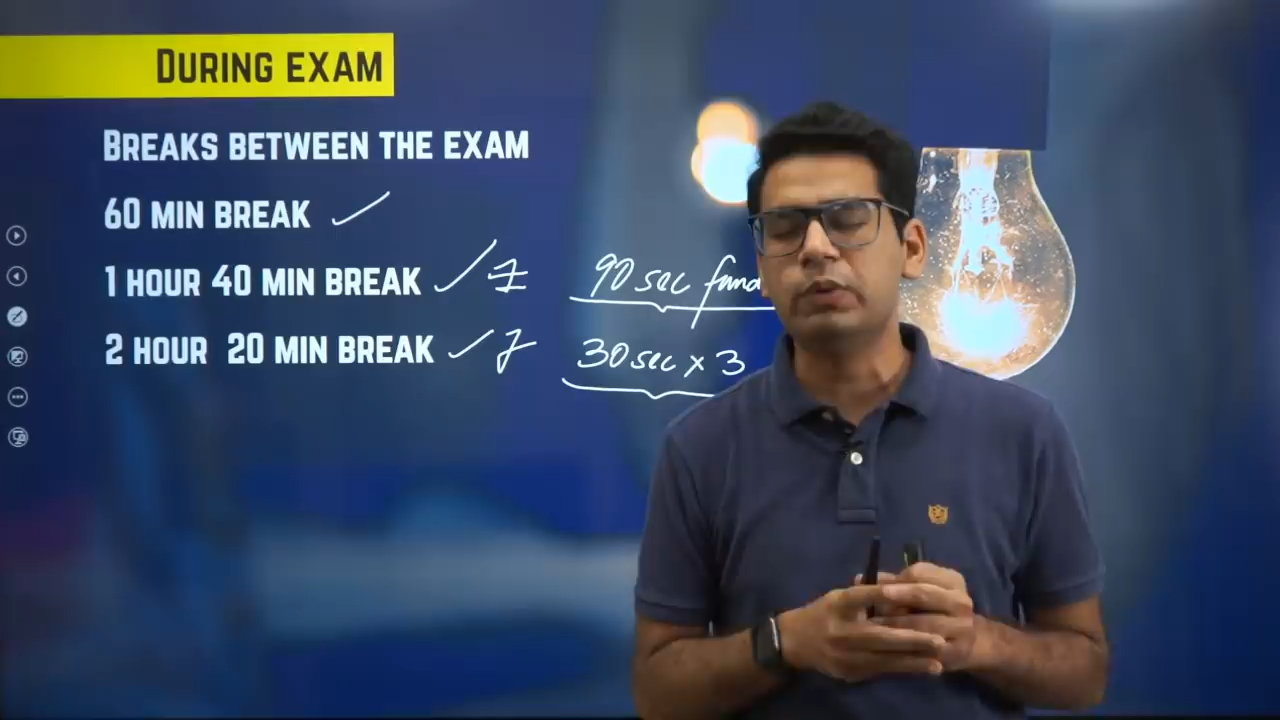 DURING EXAM
BREAKS BETWEEN THE EXAM
60 MIN BREAK
1 HOUR 40 MIN BREAK
90 sec
2 HOUR 20 MIN BREAK
30 sec x 3